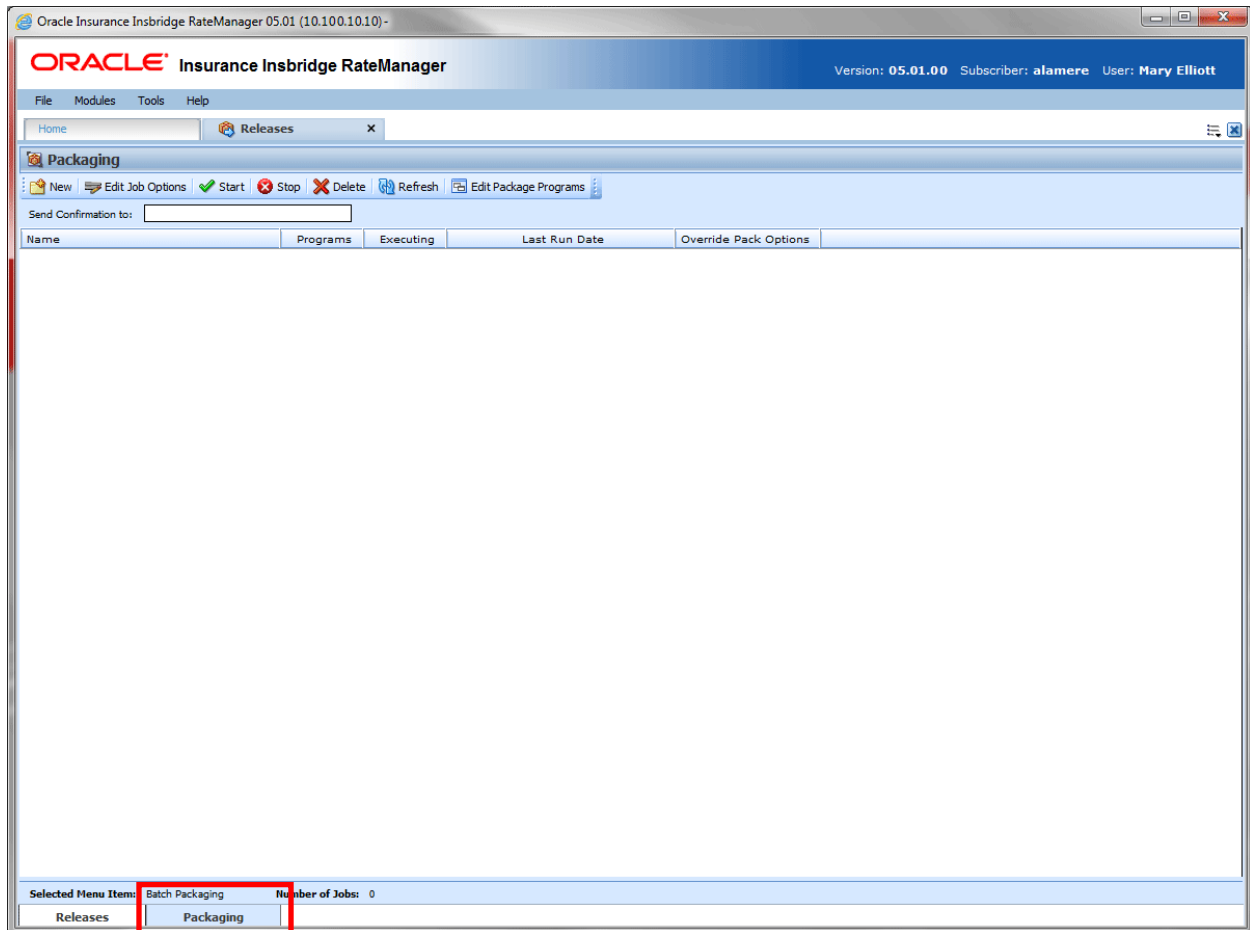 Oracle Insurance Insbridge RateManager 05.01 (10.100.10.10) -
ORACLE Insurance Insbridge RateManager
Version: 05.01.00 Subscriber: alamere User: Mary Elliott
File Modules Tools Help
Home Releases x
Packaging
New Edit Job Options Start Stop Delete Refresh Edit Package Programs
Send Confirmation to:
Name Programs Executing Last Run Date Override Pack Options
Selected Menu Item: Batch Packaging Number of Jobs: 0
Releases Packaging